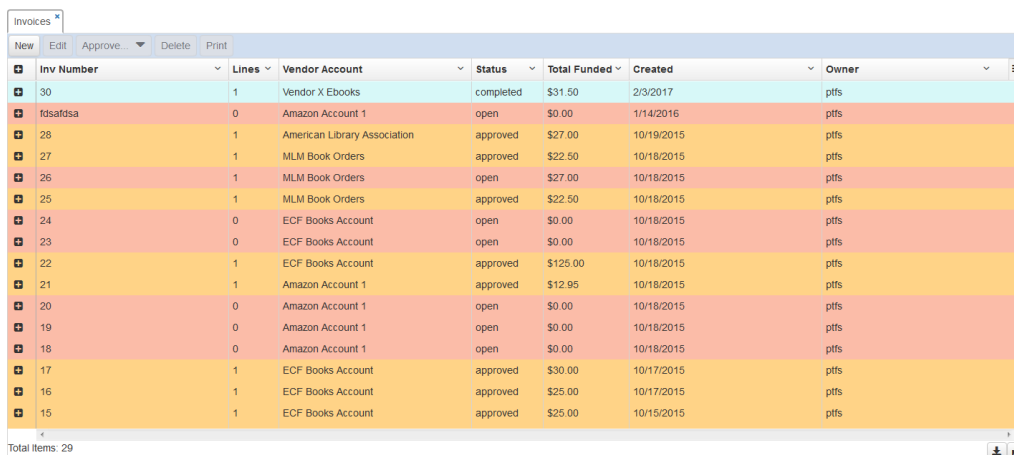 Invoices ×
New Edit Approve... Delete Print
Inv Number Lines Vendor Account Status Total Funded Created Owner
30 1 Vendor X Ebooks completed $31.50 2/3/2017 ptfs
fdsafdsa 0 Amazon Account 1 open $0.00 1/14/2016 ptfs
28 1 American Library Association approved $27.00 10/19/2015 ptfs
27 1 MLM Book Orders approved $22.50 10/18/2015 ptfs
26 1 MLM Book Orders open $27.00 10/18/2015 ptfs
25 1 MLM Book Orders approved $22.50 10/18/2015 ptfs
24 0 ECF Books Account open $0.00 10/18/2015 ptfs
23 0 ECF Books Account open $0.00 10/18/2015 ptfs
22 1 ECF Books Account approved $125.00 10/18/2015 ptfs
21 1 Amazon Account 1 approved $12.95 10/18/2015 ptfs
20 0 Amazon Account 1 open $0.00 10/18/2015 ptfs
19 0 Amazon Account 1 open $0.00 10/18/2015 ptfs
18 0 Amazon Account 1 open $0.00 10/18/2015 ptfs
17 1 ECF Books Account approved $30.00 10/17/2015 ptfs
16 1 ECF Books Account approved $25.00 10/17/2015 ptfs
15 1 ECF Books Account approved $25.00 10/15/2015 ptfs
Total Items: 29